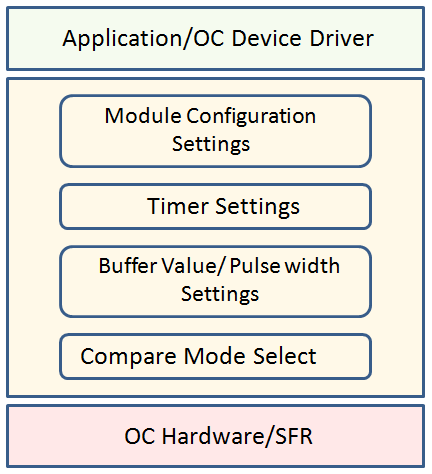 Application/OC Device Driver
Module Configuration
Settings
Timer Settings
Buffer Value/ Pulse width
Settings
Compare Mode Select
OC Hardware/SFR